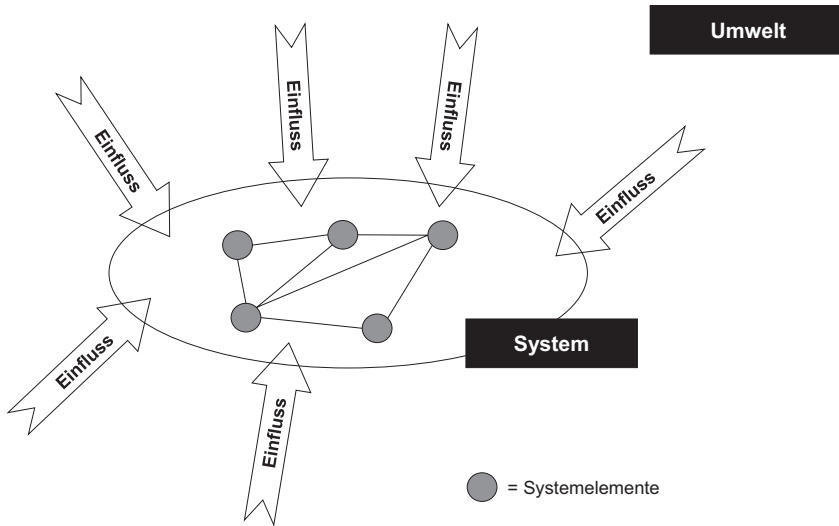 Umwelt
Einfluss
Einfluss
Einfluss
Einfluss
Einfluss
Einfluss
System
= Systemelemente